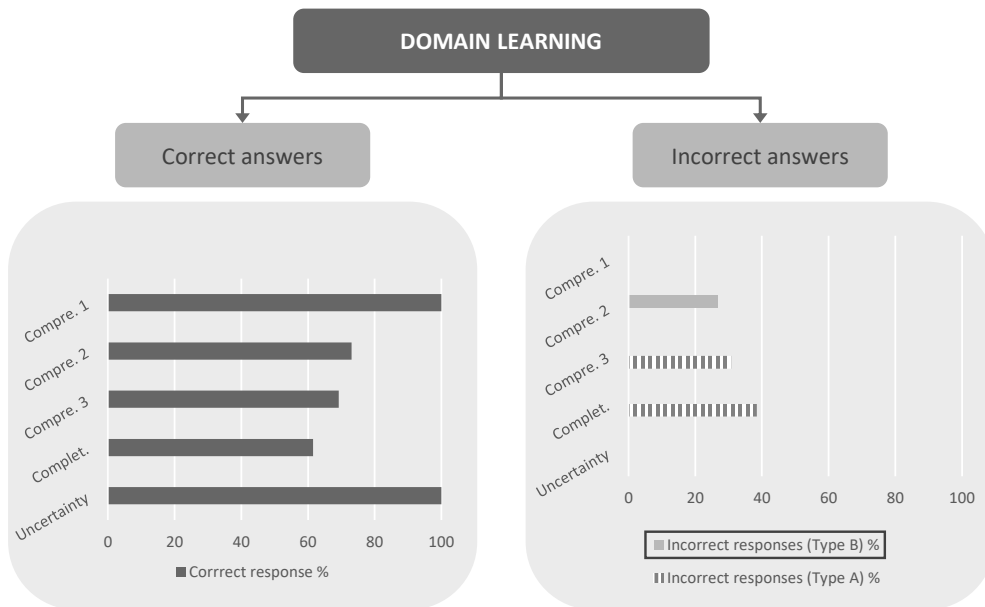 DOMAIN LEARNING
Correct answers
Incorrect answers
Compre. 1
Compre. 2
Compre. 3
Complet.
Uncertainty
0 20 40 60 80 100
Corrrect response %
Compre. 1
Compre. 2
Compre. 3
Complet.
Uncertainty
0 20 40 60 80 100
Incorrect responses (Type B) %
Incorrect responses (Type A) %